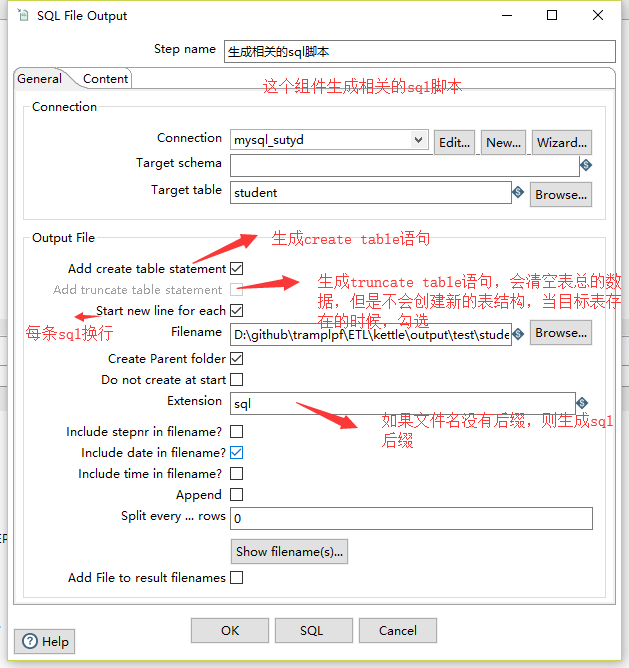 SQL File Output
Step name 生成相关的sql脚本
General Content
这个组件生成相关的sql脚本
Connection
Connection mysql_sutyd Edit... New... Wizard...
Target schema
Target table student Browse...
Output File
生成create table语句
Add create table statement
Add truncate table statement
生成truncate table语句，会清空表总的数
据，但是不会创建新的表结构，当目标表存
在的时候，勾选
Start new line for each
每条sql换行
Filename D:\github\tramplpf\ETL\kettle\output\test\stude Browse...
Create Parent folder
Do not create at start
Extension sql
如果文件名没有后缀，则生成sql
后缀
Include stepnr in filename?
Include date in filename?
Include time in filename?
Append
Split every ... rows 0
Show filename(s)...
Add File to result filenames
Help OK SQL Cancel